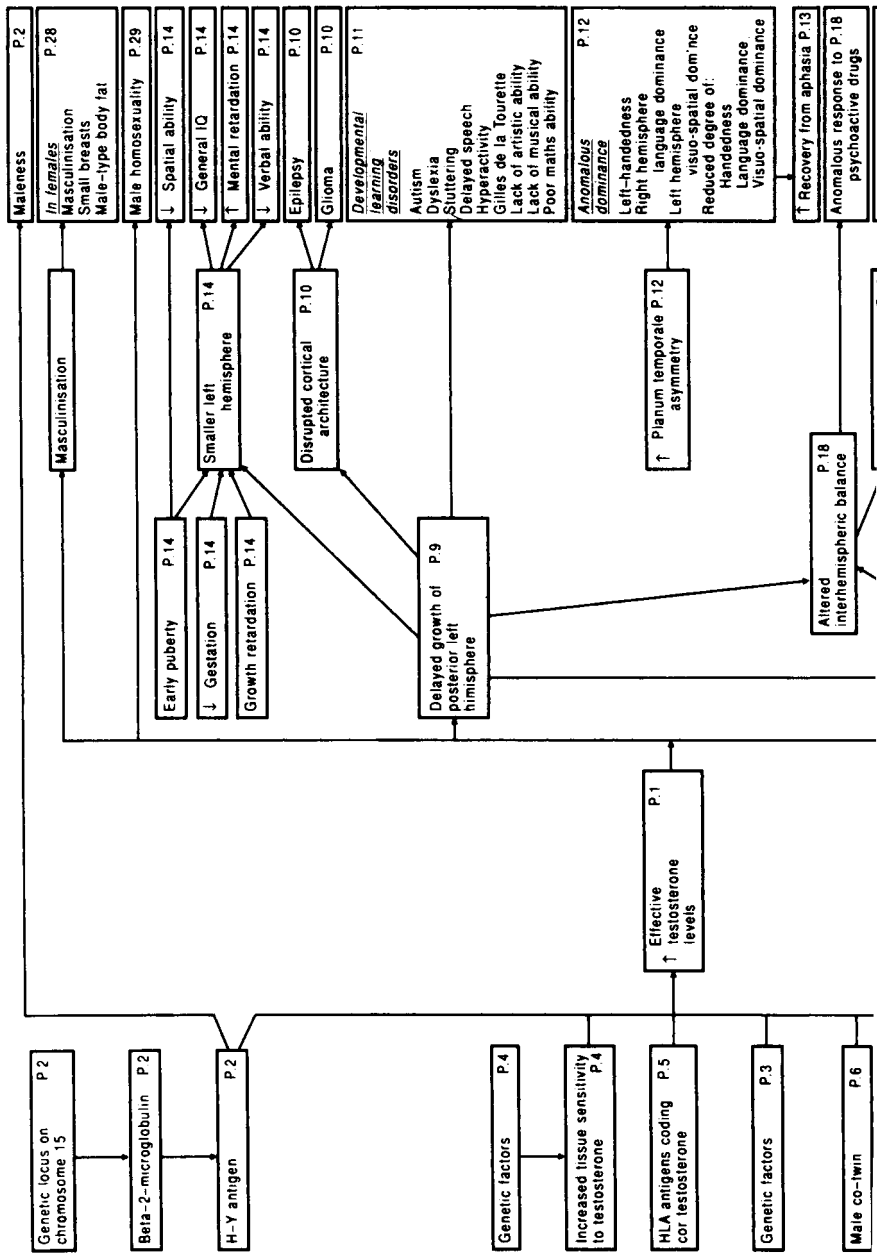 Genetic locus on P.2
chromosome 15
Beta-2-microglobulin P.2
H-Y antigen P.2
Genetic factors P.4
Increased tissue sensitivity
to testosterone P.4
HLA antigens coding P.5
cor testosterone
Genetic factors P.3
Male co-twin P.6
Effective P.1
↑ testosterone
levels
Early puberty P.14
↓ Gestation P.14
Growth retardation P.14
Delayed growth of P.9
posterior left
himisphere
Masculinisation
Smaller left P.14
hemisphere
Disrupted cortical P.10
architecture
↑ Planum temporale P.12
asymmetry
Altered P.18
interhemispheric balance
Maleness P.2
In females P.28
Masculinisation
Small breasts
Male-type body fat
Male homosexuality P.29
↓ Spatial ability P.14
↓ General IQ P.14
↑ Mental retardation P.14
↓ Verbal ability P.14
Epilepsy P.10
Glioma P.10
Developmental P.11
learning
disorders
Autism
Dyslexia
Stuttering
Delayed speech
Hyperactivity
Gilles de la Tourette
Lack of artistic ability
Lack of musical ability
Poor maths ability
Anomalous P.12
dominance
Left-handedness
Right hemisphere
language dominance
Left hemisphere
visuo-spatial dom'nce
Reduced degree of:
Handedness
Language dominance
Visuo-spatial dominance
↑ Recovery from aphasia P.13
Anomalous response to P.18
psychoactive drugs